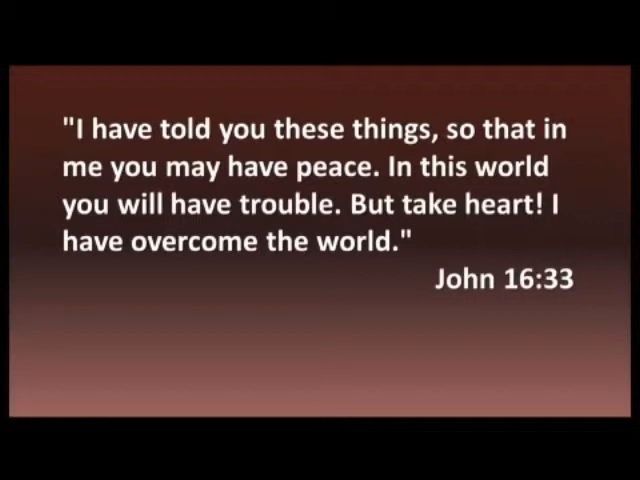 "I have told you these things, so that in
me you may have peace. In this world
you will have trouble. But take heart! I
have overcome the world."
John 16:33